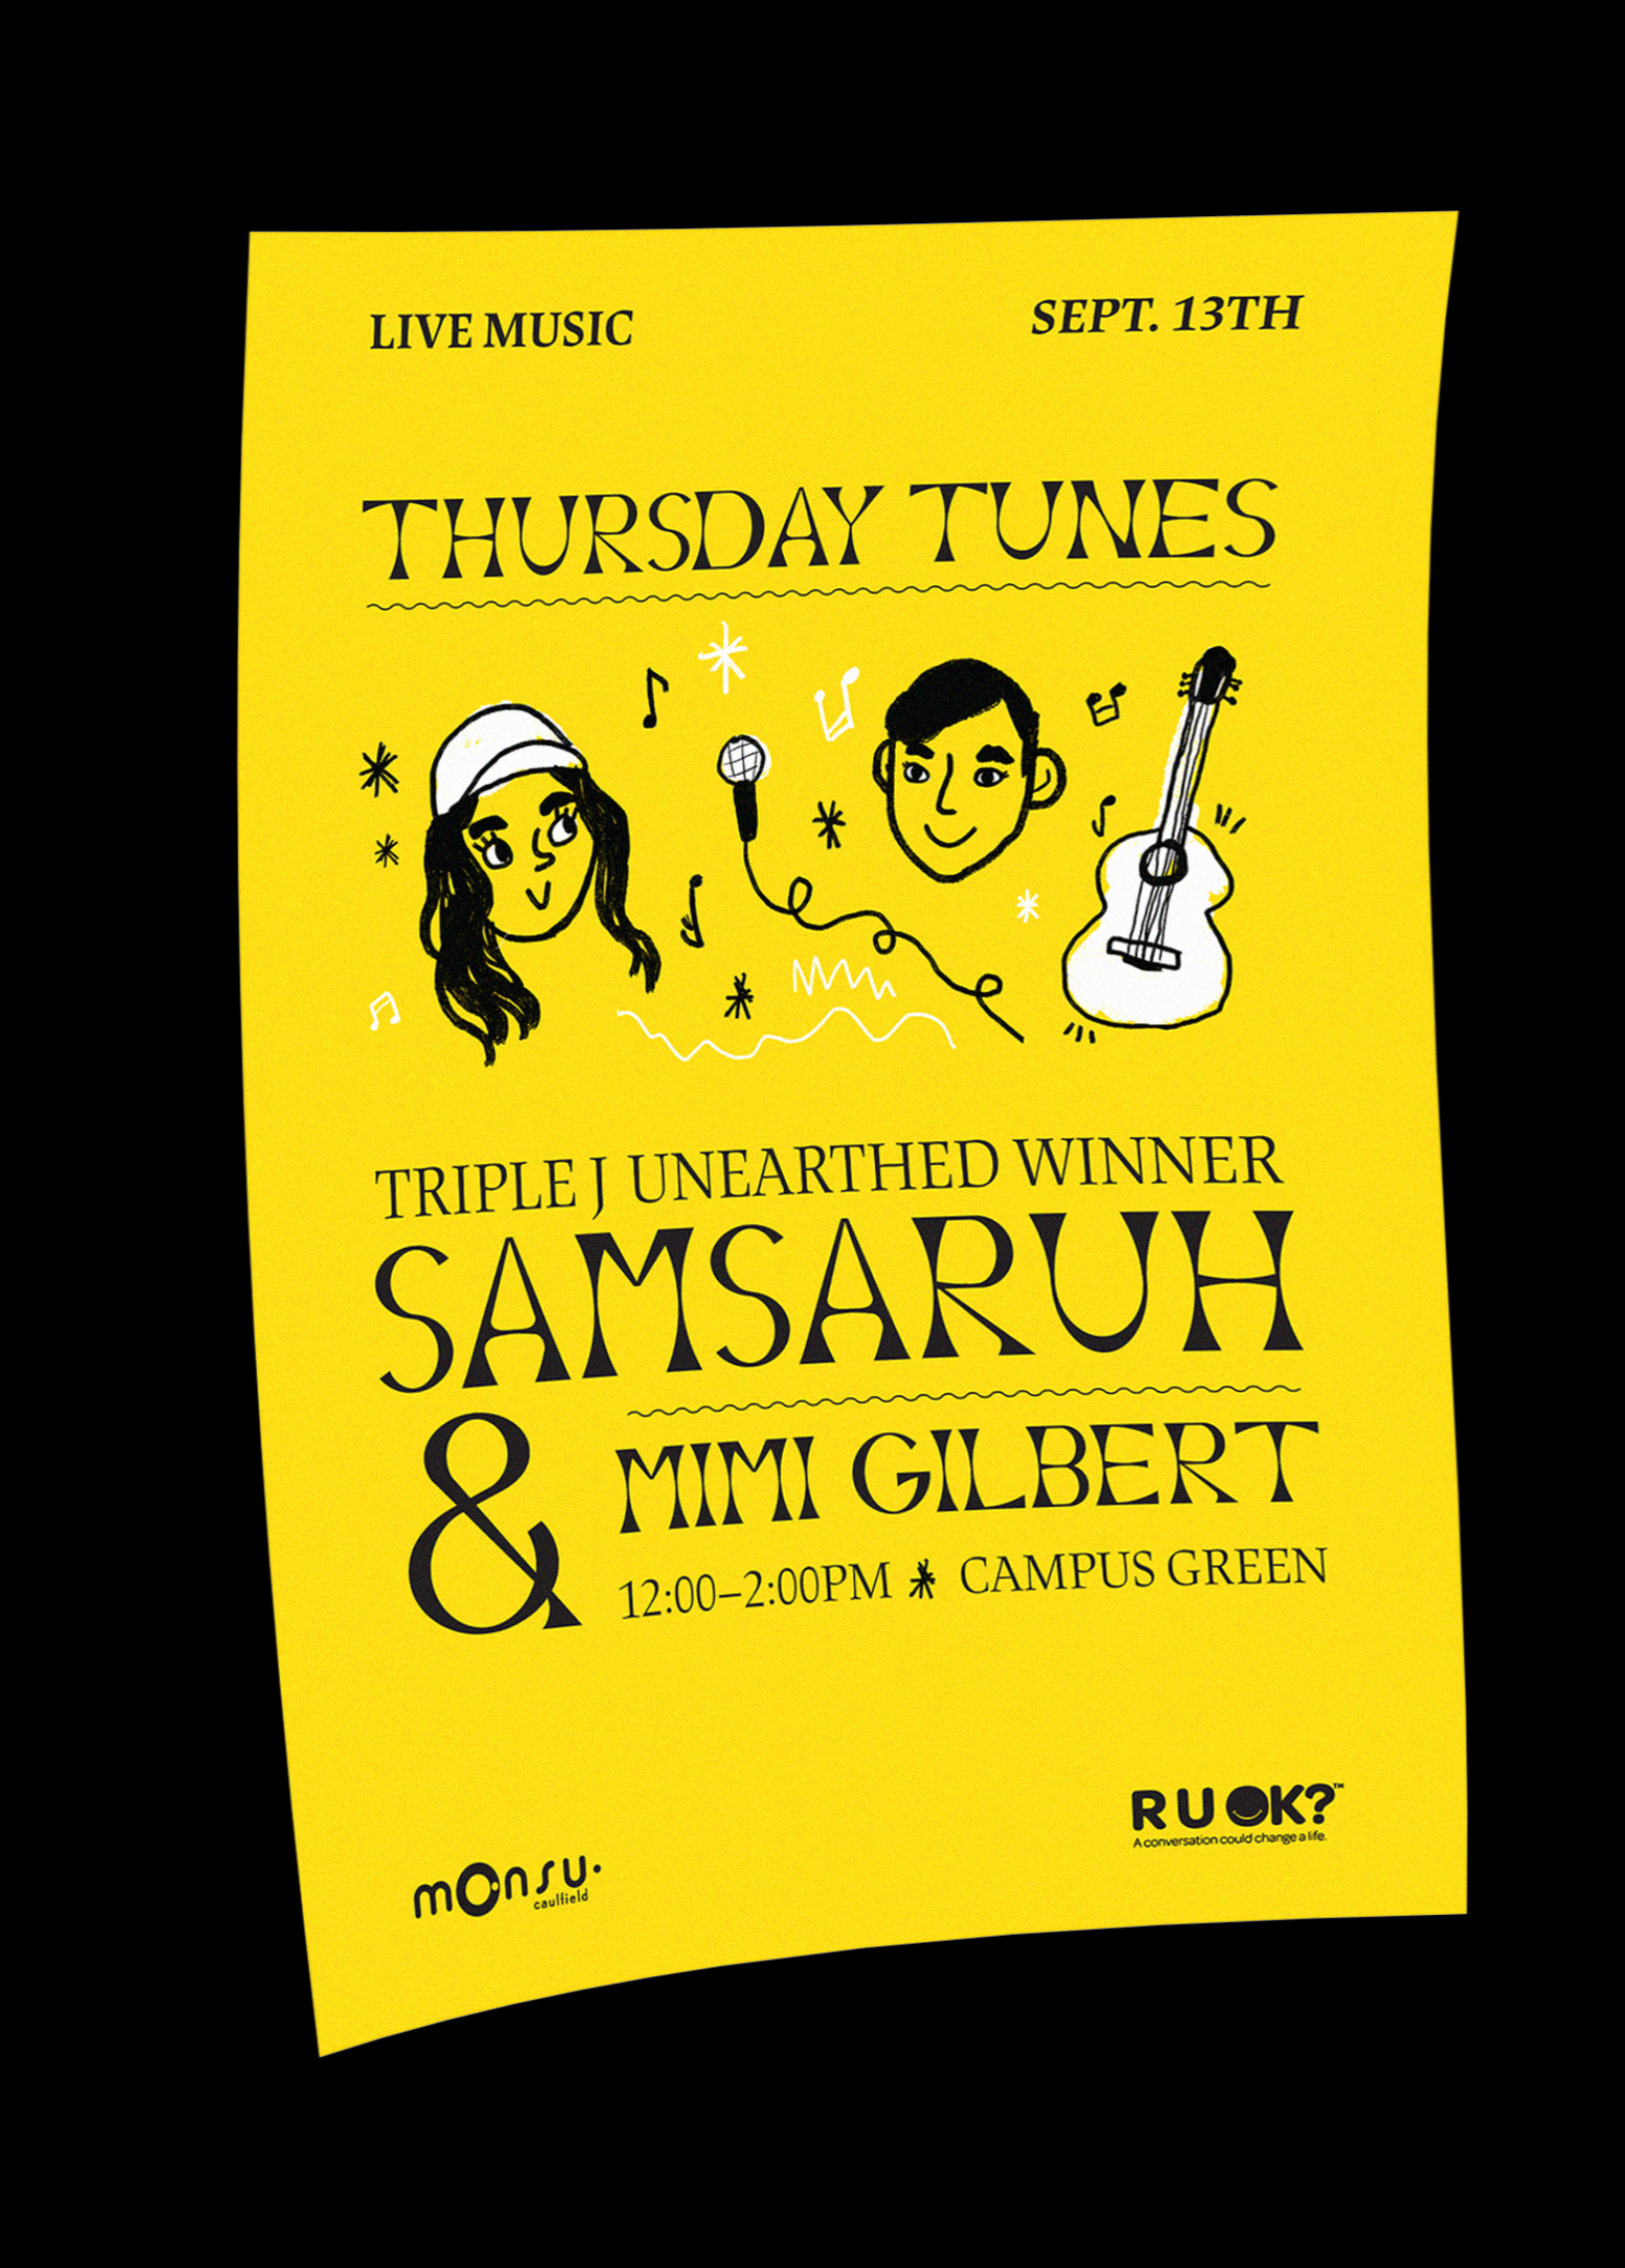 LIVE MUSIC
SEPT. 13TH
THURSDAY TUNES
TRIPLE J UNEARTHED WINNER
SAMSARUH
& MIMI GILBERT
12:00–2:00PM * CAMPUS GREEN
R U OK?™
A conversation could change a life.
monsu.
caulfield